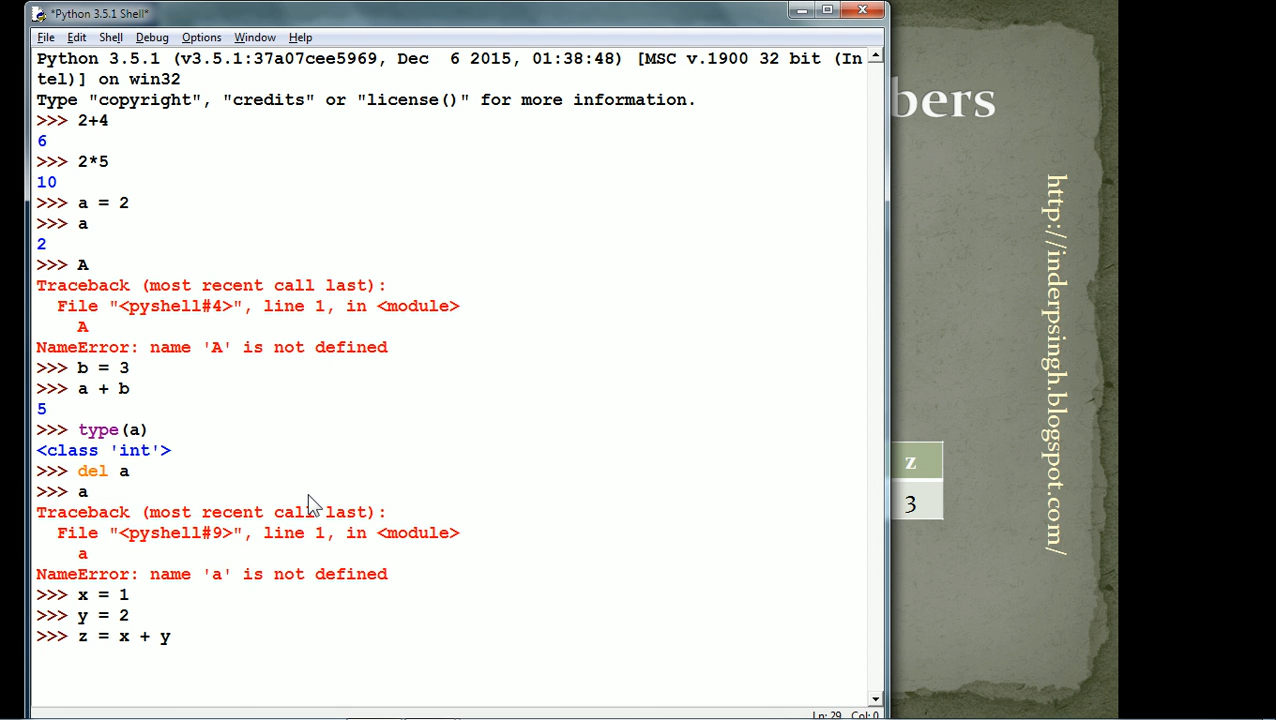 *Python 3.5.1 Shell*
File Edit Shell Debug Options Window Help
Python 3.5.1 (v3.5.1:37a07cee5969, Dec  6 2015, 01:38:48) [MSC v.1900 32 bit (In
tel)] on win32
Type "copyright", "credits" or "license()" for more information.
>>> 2+4
6
>>> 2*5
10
>>> a = 2
>>> a
2
>>> A
Traceback (most recent call last):
  File "<pyshell#4>", line 1, in <module>
    A
NameError: name 'A' is not defined
>>> b = 3
>>> a + b
5
>>> type(a)
<class 'int'>
>>> del a
>>> a
Traceback (most recent call last):
  File "<pyshell#9>", line 1, in <module>
    a
NameError: name 'a' is not defined
>>> x = 1
>>> y = 2
>>> z = x + y
Ln: 29 Col: 0
bers
http://inderpsingh.blogspot.com/
z
3